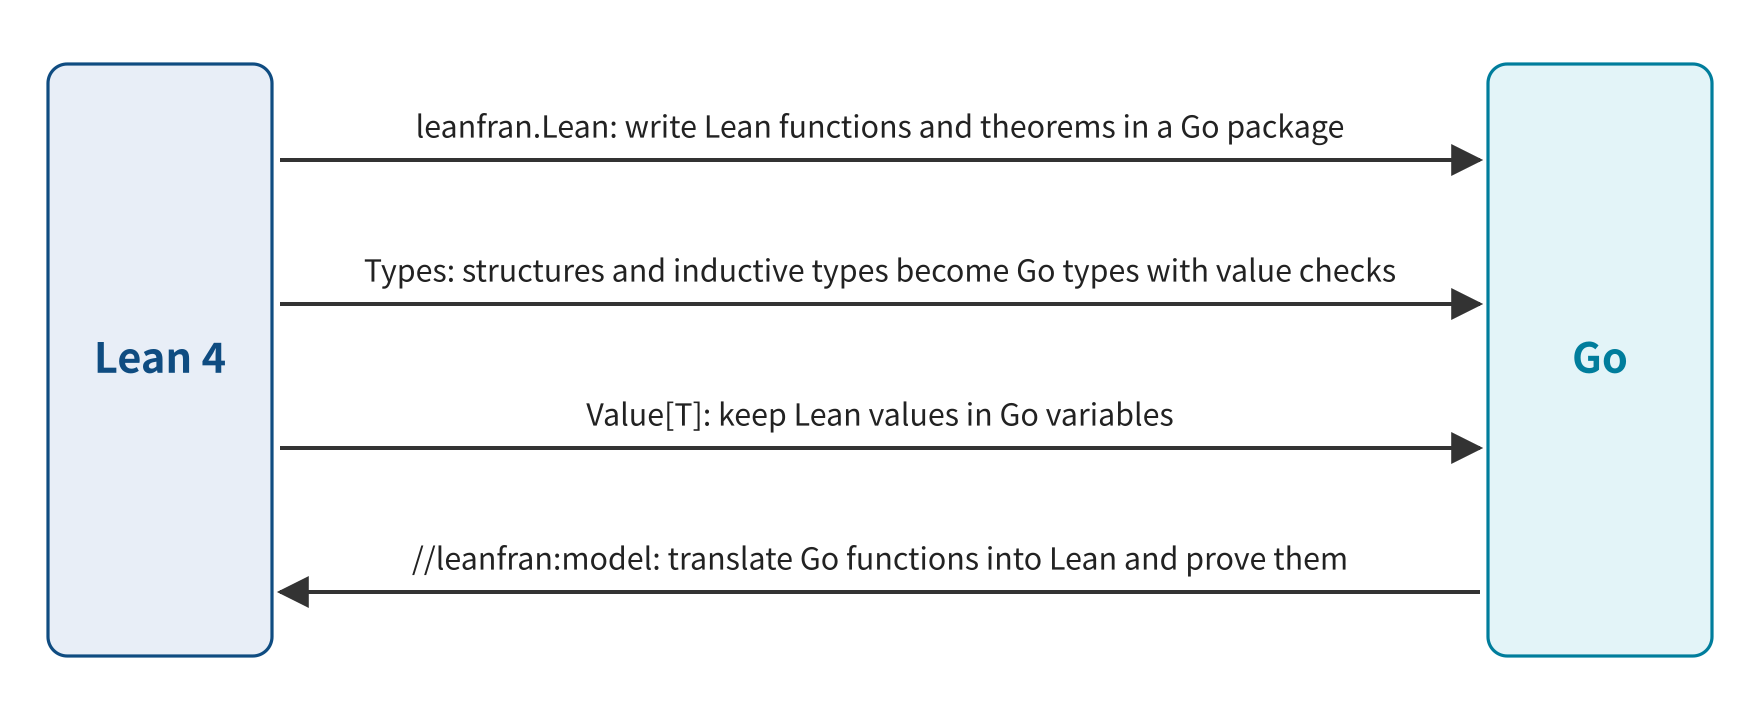 leanfran.Lean: write Lean functions and theorems in a Go package
Types: structures and inductive types become Go types with value checks
Lean 4
Go
Value[T]: keep Lean values in Go variables
//leanfran:model: translate Go functions into Lean and prove them